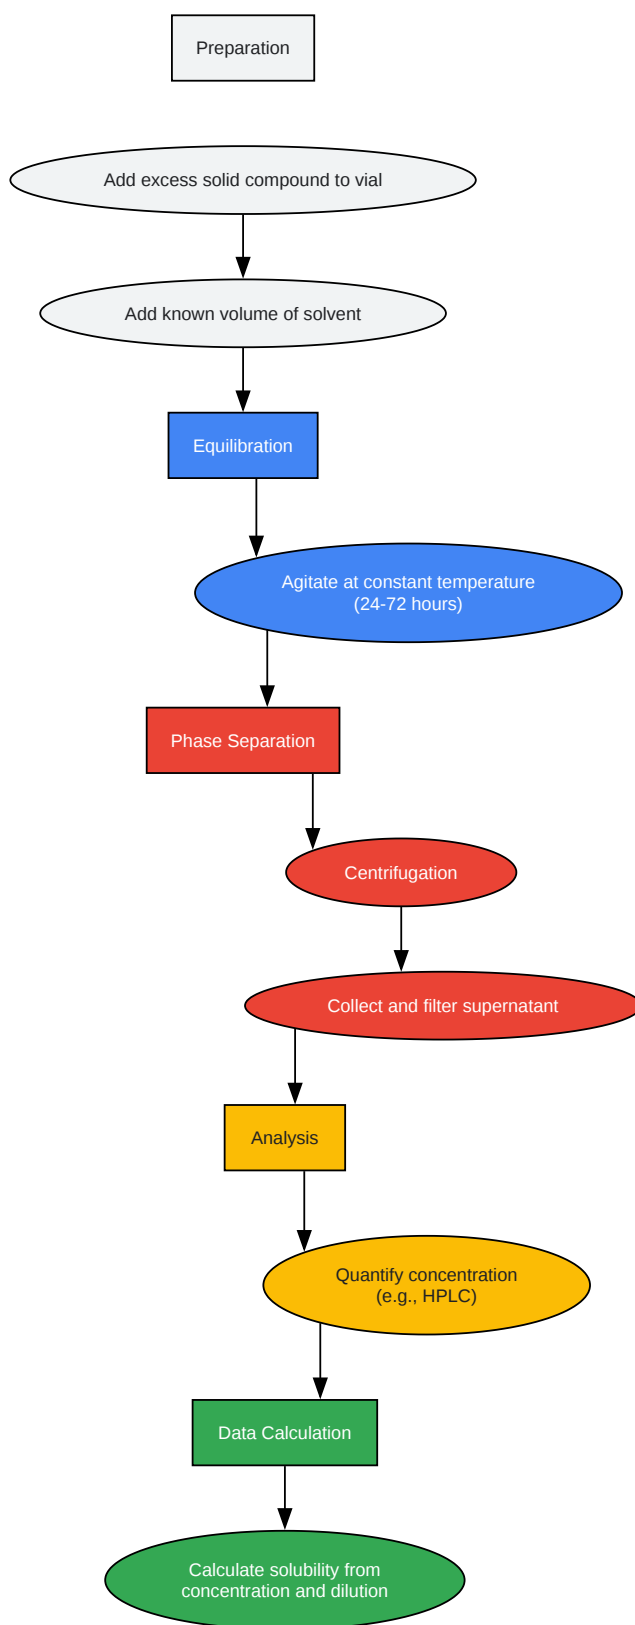 Preparation
Add excess solid compound to vial
Add known volume of solvent
Equilibration
Agitate at constant temperature
(24-72 hours)
Phase Separation
Centrifugation
Collect and filter supernatant
Analysis
Quantify concentration
(e.g., HPLC)
Data Calculation
Calculate solubility from
concentration and dilution